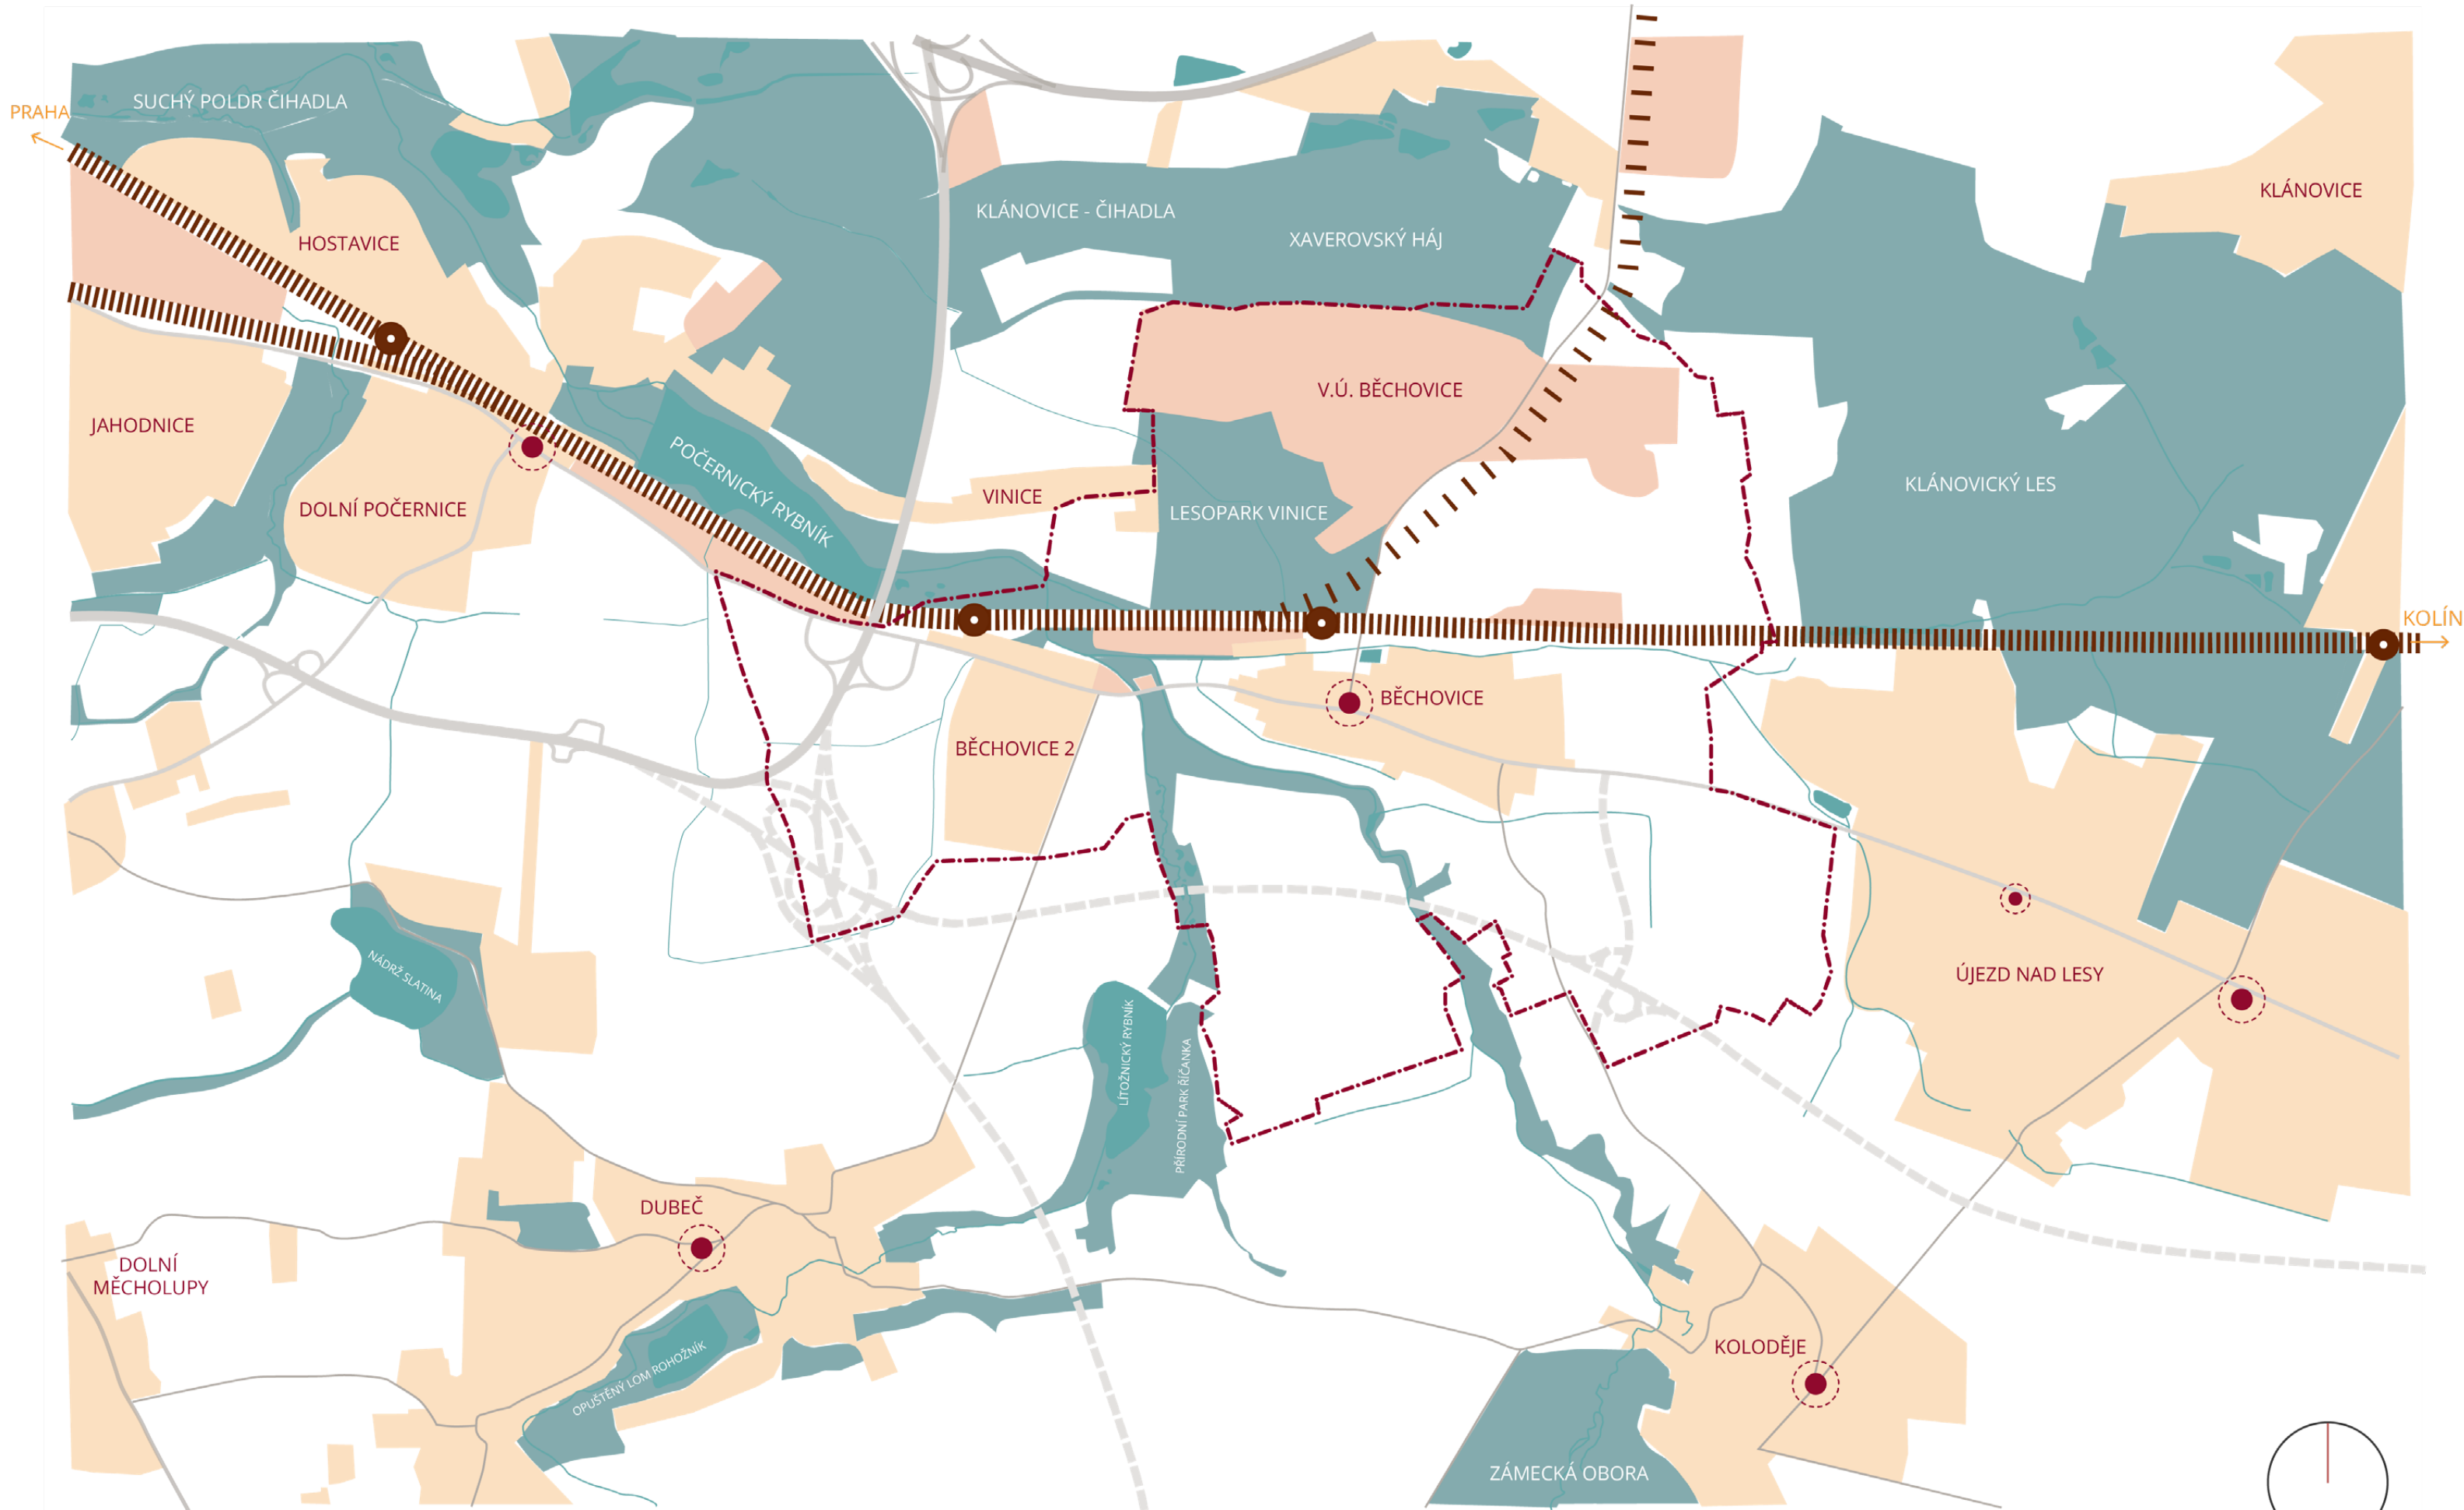 SUCHÝ POLDR ČIHADLA
PRAHA
KLÁNOVICE
KLÁNOVICE - ČIHADLA
XAVEROVSKÝ HÁJ
HOSTAVICE
V.Ú. BĚCHOVICE
JAHODNICE
POČERNICKÝ RYBNÍK
KLÁNOVICKÝ LES
VINICE
DOLNÍ POČERNICE
LESOPARK VINICE
KOLÍN
BĚCHOVICE
BĚCHOVICE 2
NÁDRŽ SLATINA
ÚJEZD NAD LESY
LÍTOŽNICKÝ RYBNÍK
PŘÍRODNÍ PARK ŘÍČANKA
DUBEČ
DOLNÍ
MĚCHOLUPY
KOLODĚJE
OPUŠTĚNÝ LOM ROHOŽNÍK
ZÁMECKÁ OBORA